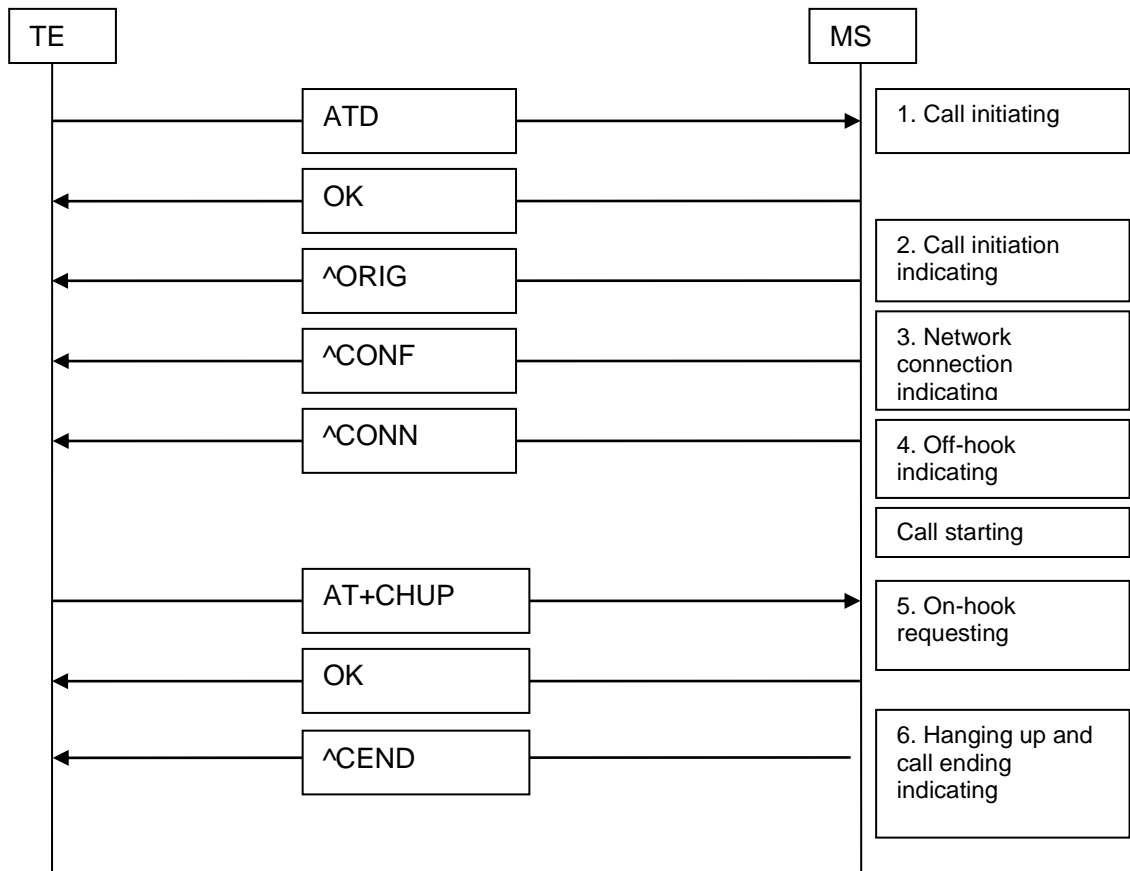 TE
MS
ATD
1. Call initiating
OK
2. Call initiation
indicating
^ORIG
^CONF
3. Network
connection
indicating
^CONN
4. Off-hook
indicating
Call starting
AT+CHUP
5. On-hook
requesting
OK
^CEND
6. Hanging up and
call ending
indicating